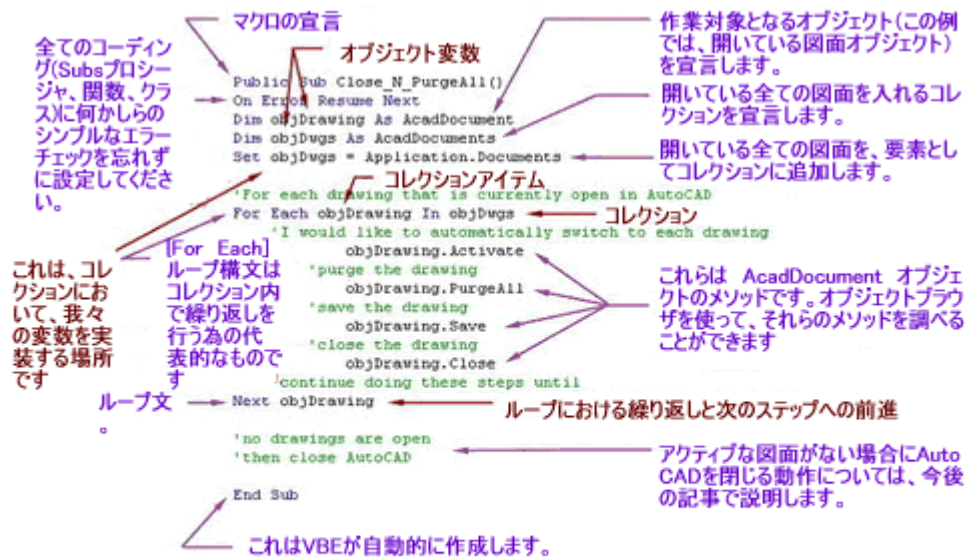 マクロの宣言
作業対象となるオブジェクト(この例
では、開いている図面オブジェクト)
を宣言します。
全てのコーディン
グ(Subsプロシー
ジャ、関数、クラ
ス)に何かしらの
シンプルなエラー
チェックを忘れず
に設定してくださ
い。
オブジェクト変数
Public Sub Close_N_PurgeAll()
On Error Resume Next
Dim objDrawing As AcadDocument
Dim objDwgs As AcadDocuments
Set objDwgs = Application.Documents
開いている全ての図面を入れるコレ
クションを宣言します。
開いている全ての図面を、要素とし
てコレクションに追加します。
コレクションアイテム
'For each drawing that is currently open in AutoCAD
For Each objDrawing In objDwgs
コレクション
'I would like to automatically switch to each drawing
objDrawing.Activate
'purge the drawing
objDrawing.PurgeAll
'save the drawing
objDrawing.Save
'close the drawing
objDrawing.Close
'continue doing these steps until
Next objDrawing
これは、コレ
クションにお
いて、我々
の変数を実
装する場所
です
[For Each]
ループ構文は
コレクション内
で繰り返しを
行う為の代
表的なもので
す
これらは AcadDocument オブジェ
クトのメソッドです。オブジェクトブラウ
ザを使って、それらのメソッドを調べる
ことができます
ループ文
。
ループにおける繰り返しと次のステップへの前進
'no drawings are open
'then close AutoCAD
アクティブな図面がない場合にAuto
CADを閉じる動作については、今後
の記事で説明します。
End Sub
これはVBEが自動的に作成します。